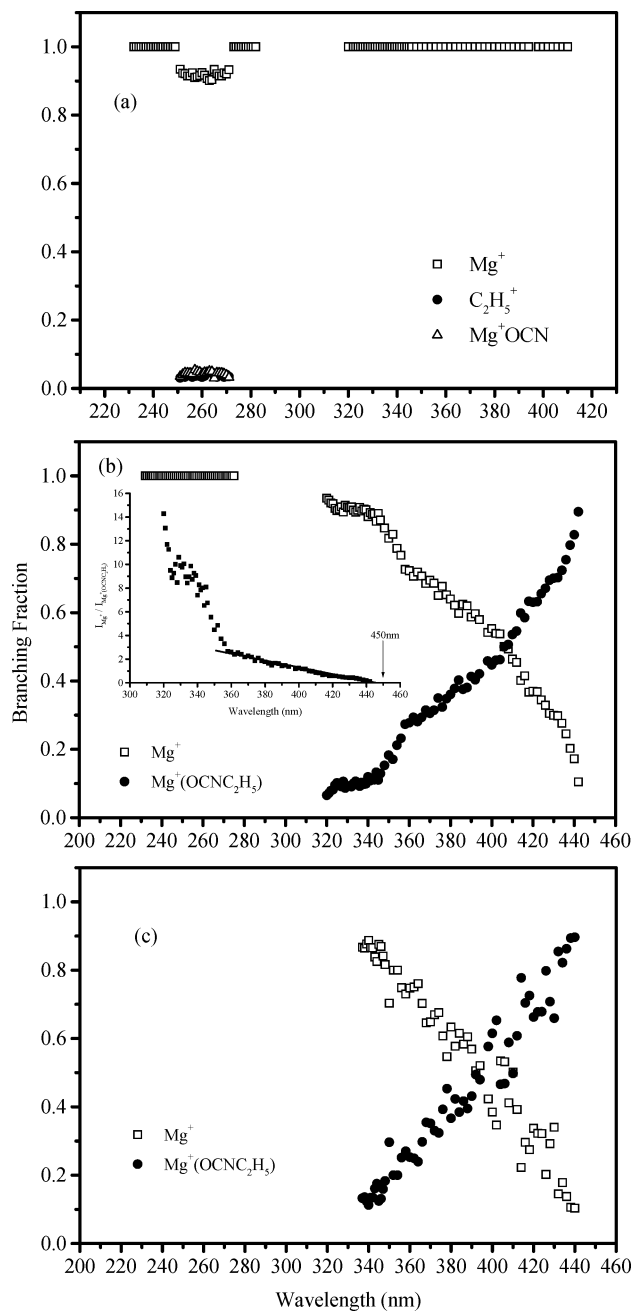 1.0
0.8
0.6
0.4
0.2
0.0
(a)
Mg⁺
C₂H₅⁺
Mg⁺OCN
220 240 260 280 300 320 340 360 380 400 420
Branching Fraction
1.0
0.8
0.6
0.4
0.2
0.0
(b)
16
14
12
10
8
6
4
2
0
I_Mg⁺ / I_Mg⁺(OCNC₂H₅)
450nm
300 320 340 360 380 400 420 440 460
Wavelength (nm)
Mg⁺
Mg⁺(OCNC₂H₅)
200 220 240 260 280 300 320 340 360 380 400 420 440 460
1.0
0.8
0.6
0.4
0.2
0.0
(c)
Mg⁺
Mg⁺(OCNC₂H₅)
200 220 240 260 280 300 320 340 360 380 400 420 440 460
Wavelength (nm)